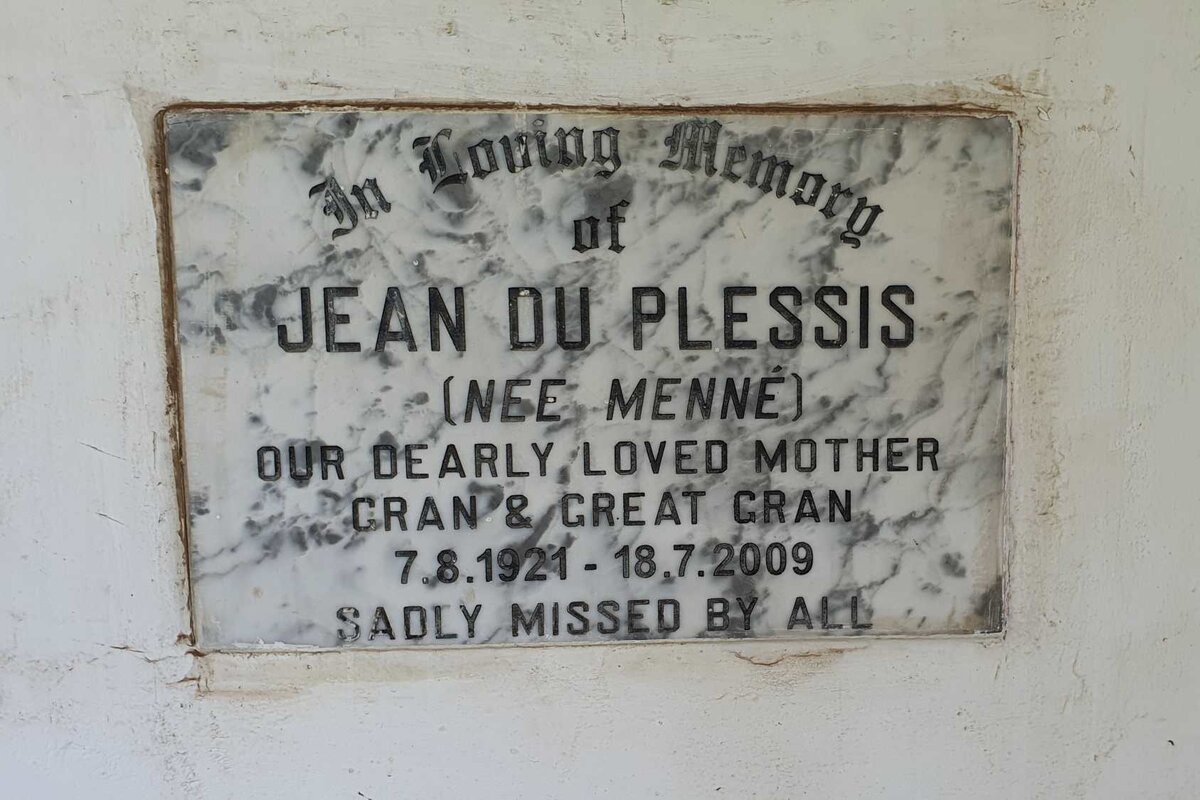 In Loving Memory
of
JEAN DU PLESSIS
(NEE MENNÉ)
OUR DEARLY LOVED MOTHER
GRAN & GREAT GRAN
7.8.1921 - 18.7.2009
SADLY MISSED BY ALL